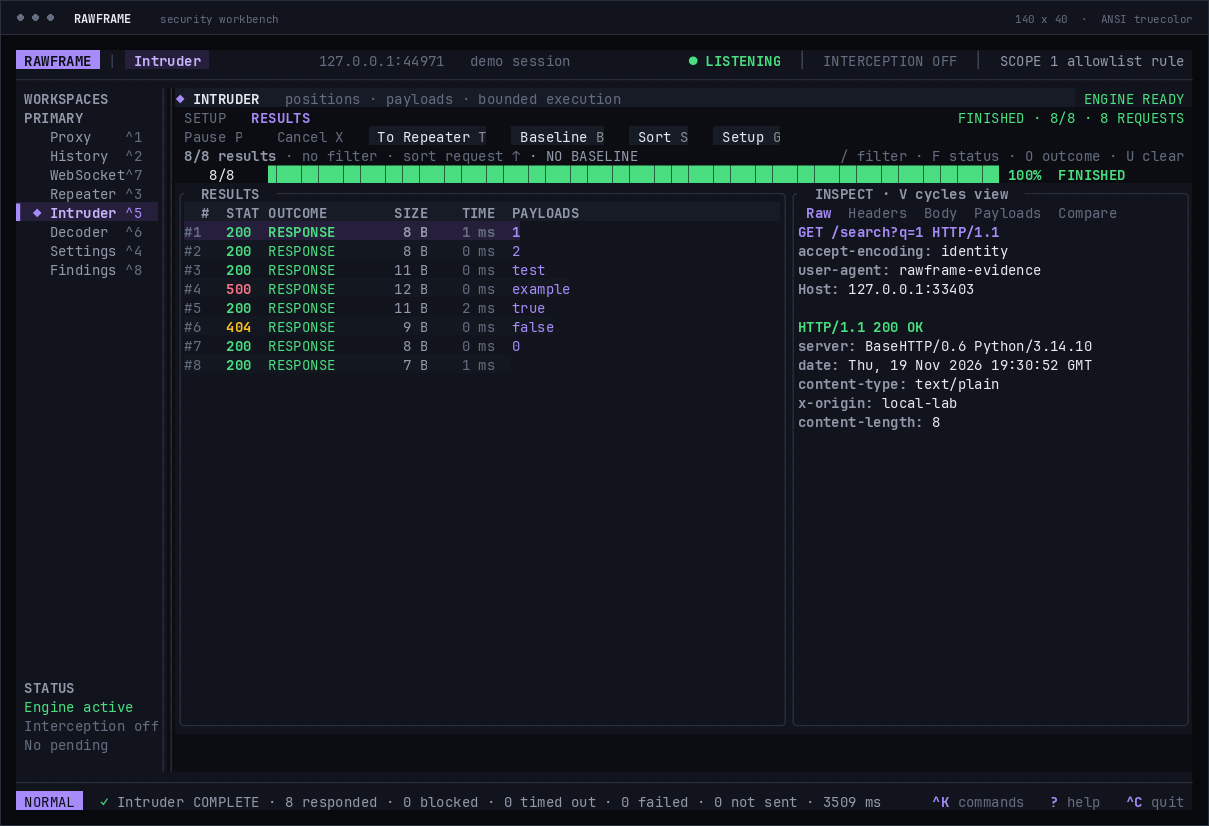 RAWFRAME security workbench 140 x 40 · ANSI truecolor
RAWFRAME | Intruder 127.0.0.1:44971 demo session ● LISTENING │ INTERCEPTION OFF │ SCOPE 1 allowlist rule
WORKSPACES
PRIMARY
Proxy ^1
History ^2
WebSocket^7
Repeater ^3
◆ Intruder ^5
Decoder ^6
Settings ^4
Findings ^8
STATUS
Engine active
Interception off
No pending
◆ INTRUDER positions · payloads · bounded execution ENGINE READY
SETUP RESULTS FINISHED · 8/8 · 8 REQUESTS
Pause P Cancel X To Repeater T Baseline B Sort S Setup G
8/8 results · no filter · sort request ↑ · NO BASELINE / filter · F status · O outcome · U clear
8/8 100% FINISHED
RESULTS
# STAT OUTCOME SIZE TIME PAYLOADS
#1 200 RESPONSE 8 B 1 ms 1
#2 200 RESPONSE 8 B 0 ms 2
#3 200 RESPONSE 11 B 0 ms test
#4 500 RESPONSE 12 B 0 ms example
#5 200 RESPONSE 11 B 2 ms true
#6 404 RESPONSE 9 B 0 ms false
#7 200 RESPONSE 8 B 0 ms 0
#8 200 RESPONSE 7 B 1 ms
INSPECT · V cycles view
Raw Headers Body Payloads Compare
GET /search?q=1 HTTP/1.1
accept-encoding: identity
user-agent: rawframe-evidence
Host: 127.0.0.1:33403
HTTP/1.1 200 OK
server: BaseHTTP/0.6 Python/3.14.10
date: Thu, 19 Nov 2026 19:30:52 GMT
content-type: text/plain
x-origin: local-lab
content-length: 8
NORMAL ✓ Intruder COMPLETE · 8 responded · 0 blocked · 0 timed out · 0 failed · 0 not sent · 3509 ms ^K commands ? help ^C quit